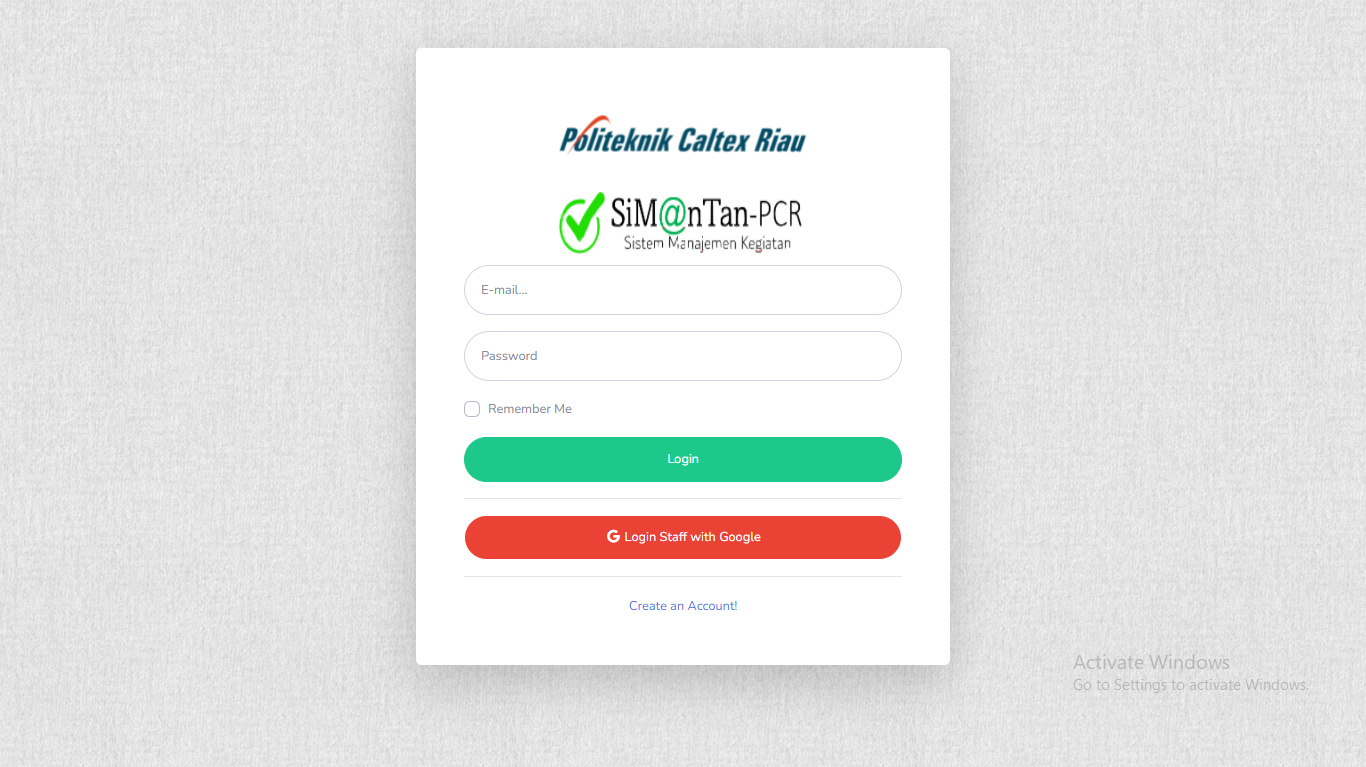 Politeknik Caltex Riau
SiM@nTan-PCR
Sistem Manajemen Kegiatan
E-mail...
Password
Remember Me
Login
Login Staff with Google
Create an Account!
Activate Windows
Go to Settings to activate Windows.